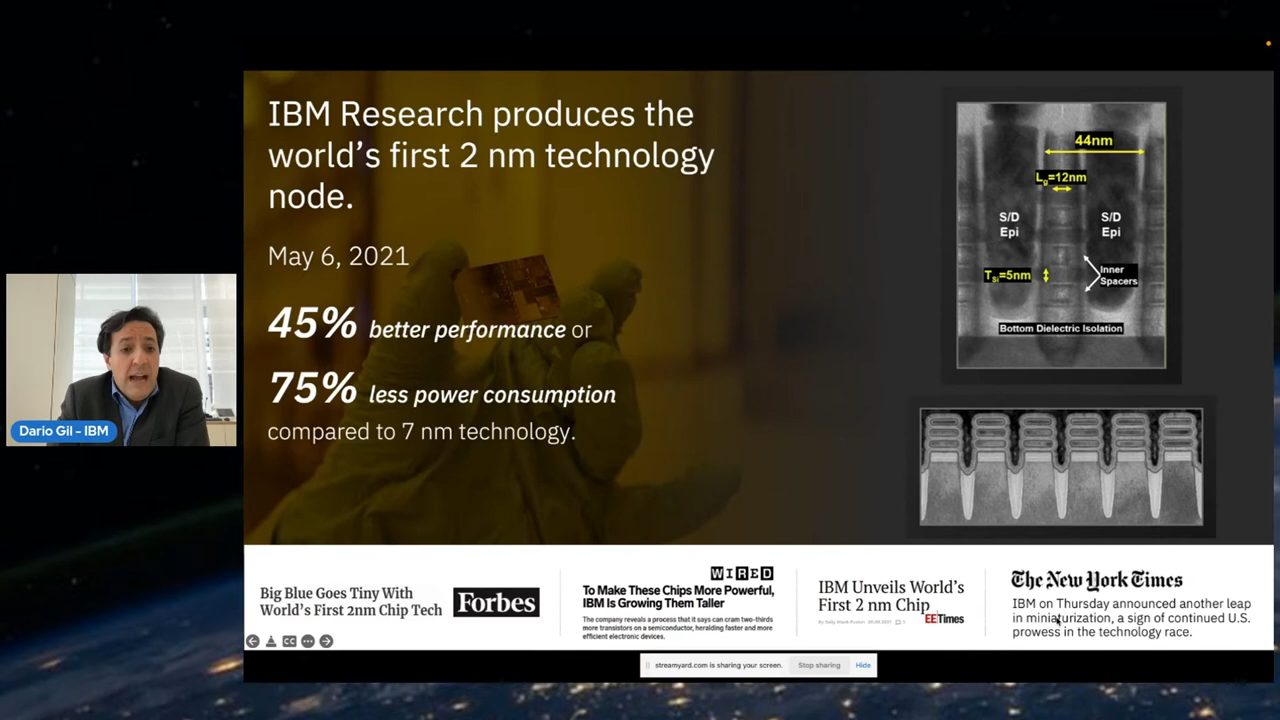 IBM Research produces the
world's first 2 nm technology
node.
May 6, 2021
45% better performance or
75% less power consumption
compared to 7 nm technology.
44nm
Lg=12nm
S/D
Epi
S/D
Epi
TSi=5nm
Inner
Spacers
Bottom Dielectric Isolation
Dario Gil - IBM
Big Blue Goes Tiny With
World's First 2nm Chip Tech
Forbes
WIRED
To Make These Chips More Powerful,
IBM Is Growing Them Taller
The company reveals a process that it says can cram two-thirds
more transistors on a semiconductor, heralding faster and more
efficient electronic devices.
IBM Unveils World's
First 2 nm Chip
EETimes
The New York Times
IBM on Thursday announced another leap
in miniaturization, a sign of continued U.S.
prowess in the technology race.
CC
streamyard.com is sharing your screen.
Stop sharing
Hide